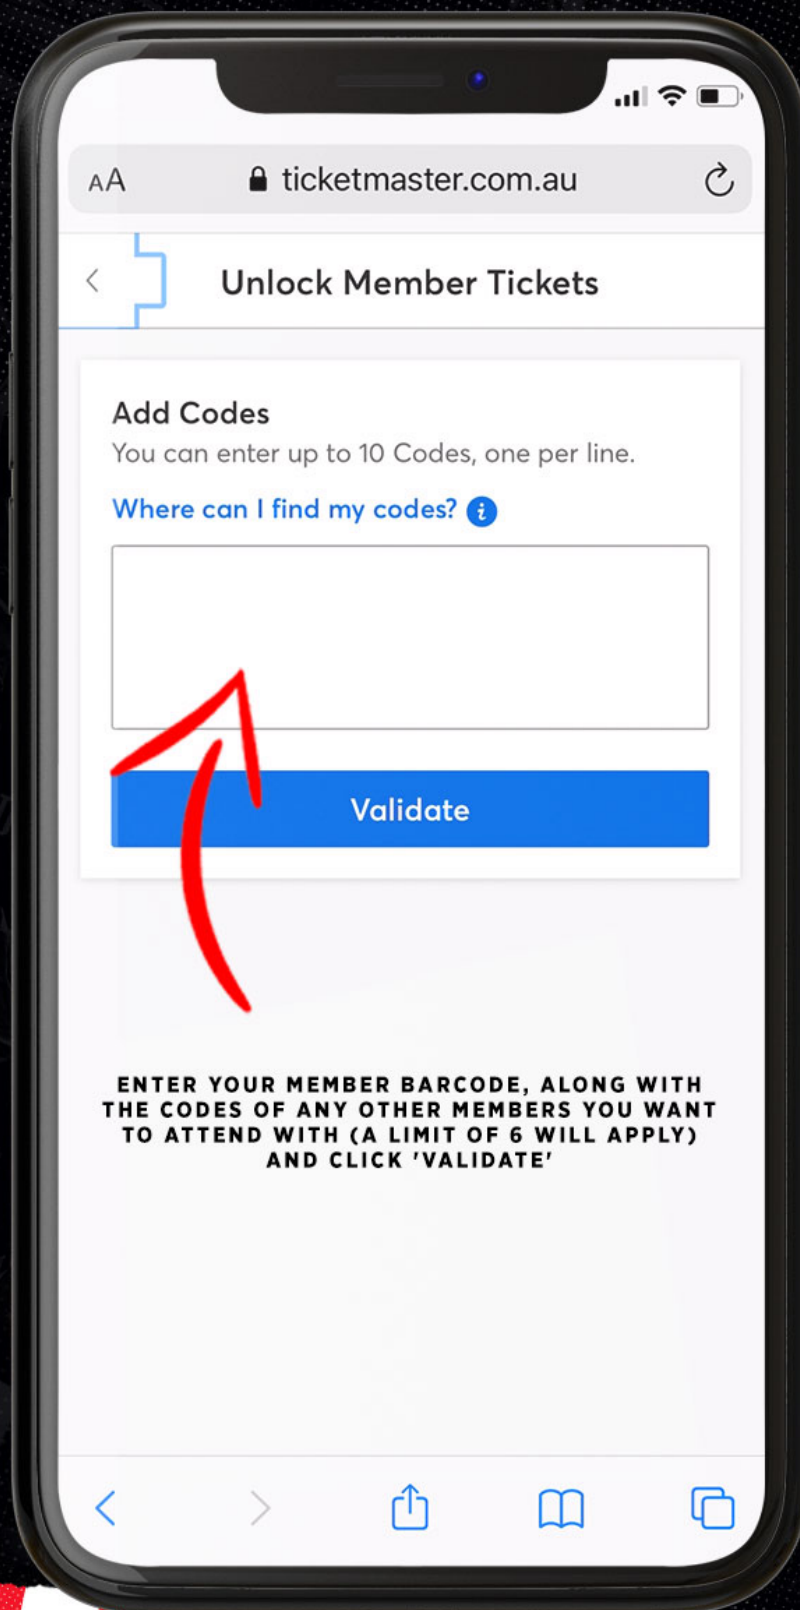 AA ticketmaster.com.au
Unlock Member Tickets
Add Codes
You can enter up to 10 Codes, one per line.
Where can I find my codes? i
Validate
ENTER YOUR MEMBER BARCODE, ALONG WITH
THE CODES OF ANY OTHER MEMBERS YOU WANT
TO ATTEND WITH (A LIMIT OF 6 WILL APPLY)
AND CLICK 'VALIDATE'